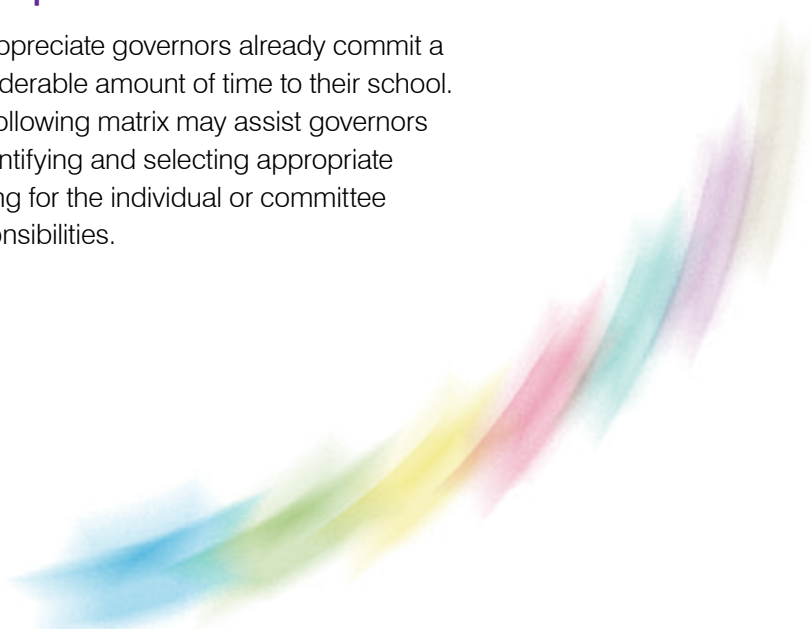 ppreciate governors already commit a
derable amount of time to their school.
ollowing matrix may assist governors
ntifying and selecting appropriate
ng for the individual or committee
onsibilities.